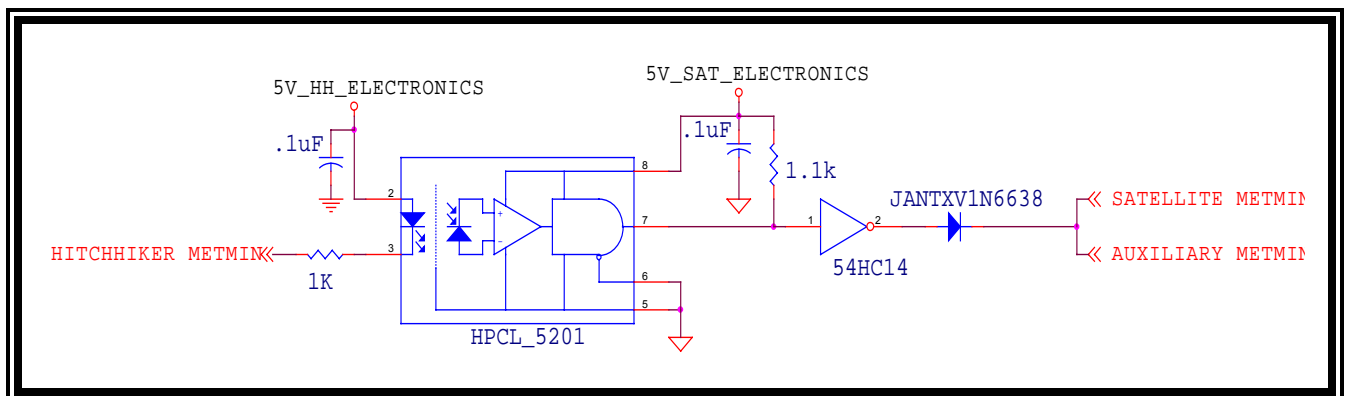 5V_HH_ELECTRONICS
5V_SAT_ELECTRONICS
.1uF
.1uF
8
1.1k
2
JANTXV1N6638
SATELLITE METMIN
7
1
2
3
HITCHHIKER METMIN
AUXILIARY METMIN
54HC14
1K
6
5
HPCL_5201
+
-